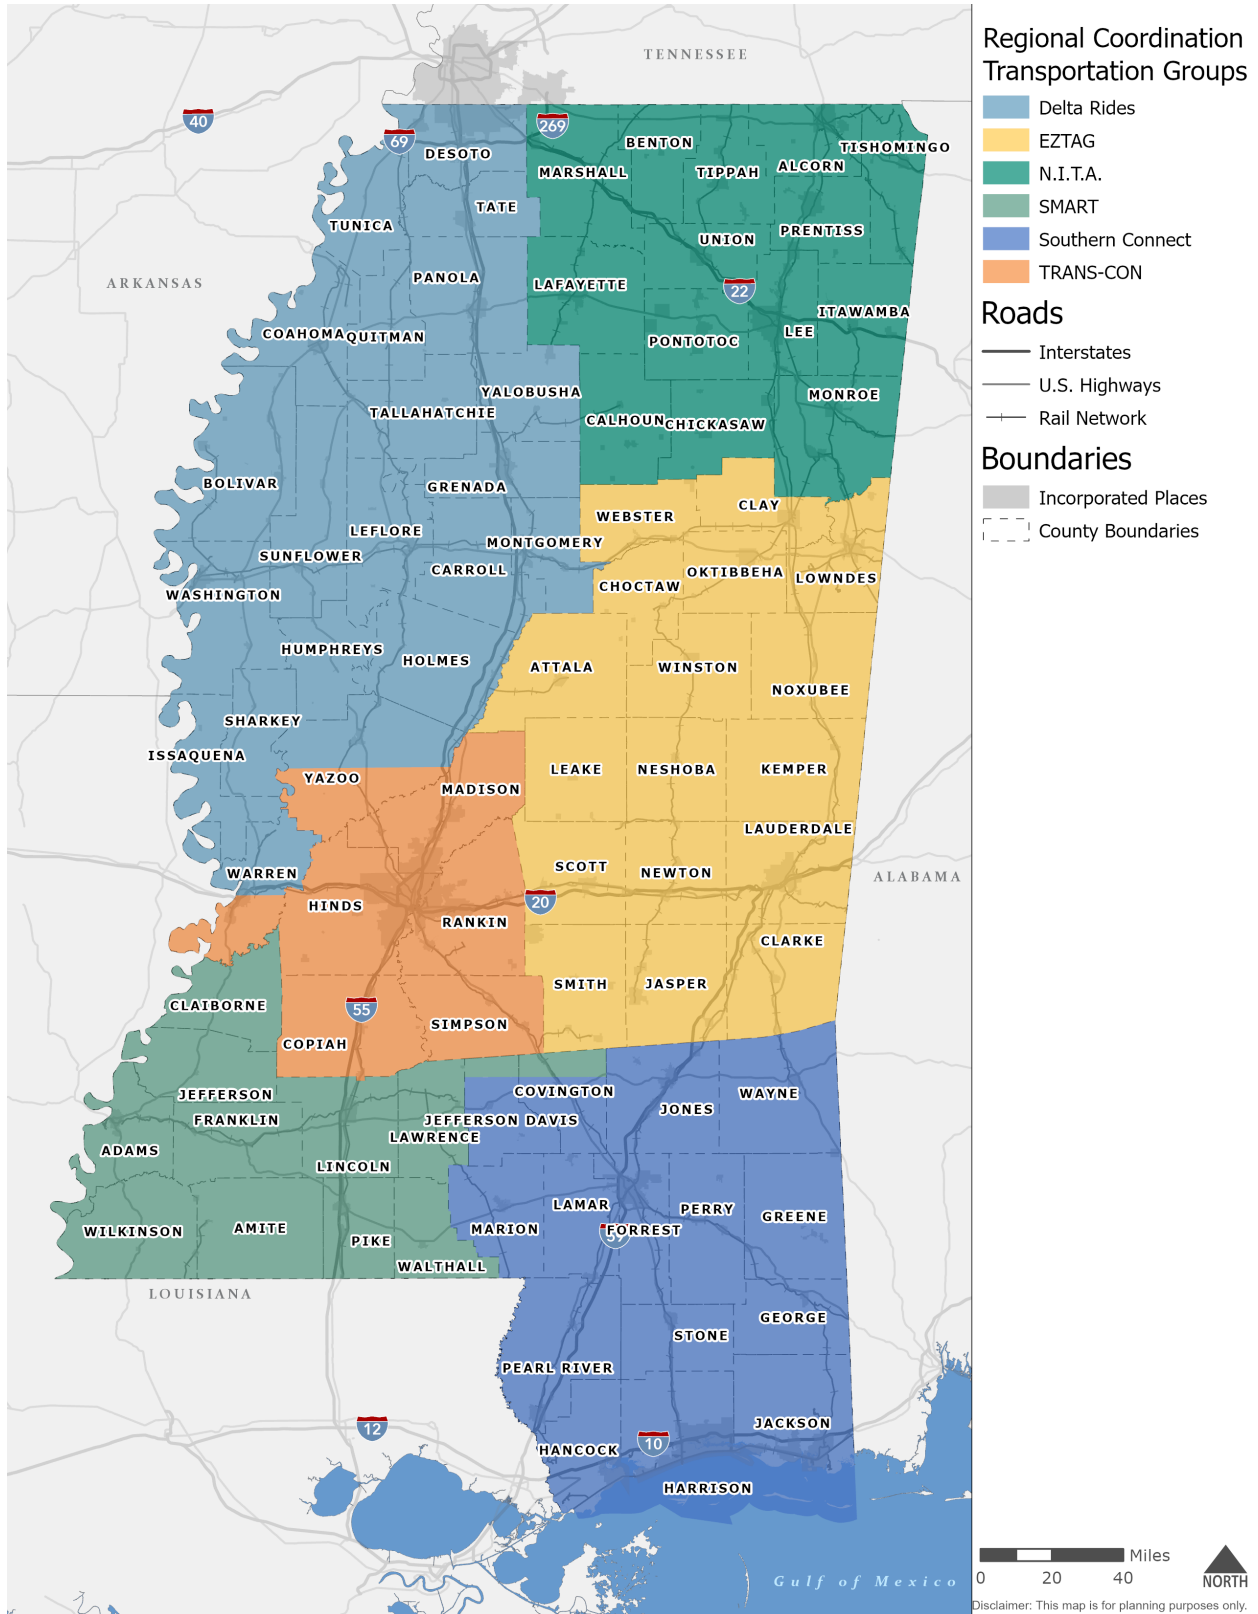 TENNESSEE
40
69
269
DESOTO
BENTON
TISHOMINGO
MARSHALL
TIPPAH
ALCORN
TUNICA
TATE
UNION
PRENTISS
ARKANSAS
PANOLA
LAFAYETTE
22
ITAWAMBA
COAHOMA
QUITMAN
PONTOTOC
LEE
YALOBUSHA
MONROE
TALLAHATCHIE
CALHOUN
CHICKASAW
BOLIVAR
GRENADA
CLAY
WEBSTER
LEFLORE
MONTGOMERY
SUNFLOWER
CARROLL
OKTIBBEHA
LOWNDES
WASHINGTON
CHOCTAW
HUMPHREYS
HOLMES
ATTALA
WINSTON
NOXUBEE
SHARKEY
ISSAQUENA
YAZOO
MADISON
LEAKE
NESHOBA
KEMPER
LAUDERDALE
WARREN
SCOTT
NEWTON
ALABAMA
HINDS
20
RANKIN
CLARKE
CLAIBORNE
SMITH
JASPER
55
SIMPSON
COPIAH
JEFFERSON
COVINGTON
WAYNE
FRANKLIN
JEFFERSON DAVIS
JONES
ADAMS
LAWRENCE
LINCOLN
LAMAR
PERRY
GREENE
WILKINSON
AMITE
PIKE
MARION
59
FORREST
WALTHALL
LOUISIANA
GEORGE
STONE
PEARL RIVER
12
10
JACKSON
HANCOCK
HARRISON
Gulf of Mexico
Regional Coordination
Transportation Groups
Delta Rides
EZTAG
N.I.T.A.
SMART
Southern Connect
TRANS-CON
Roads
Interstates
U.S. Highways
Rail Network
Boundaries
Incorporated Places
County Boundaries
Miles
0 20 40
NORTH
Disclaimer: This map is for planning purposes only.